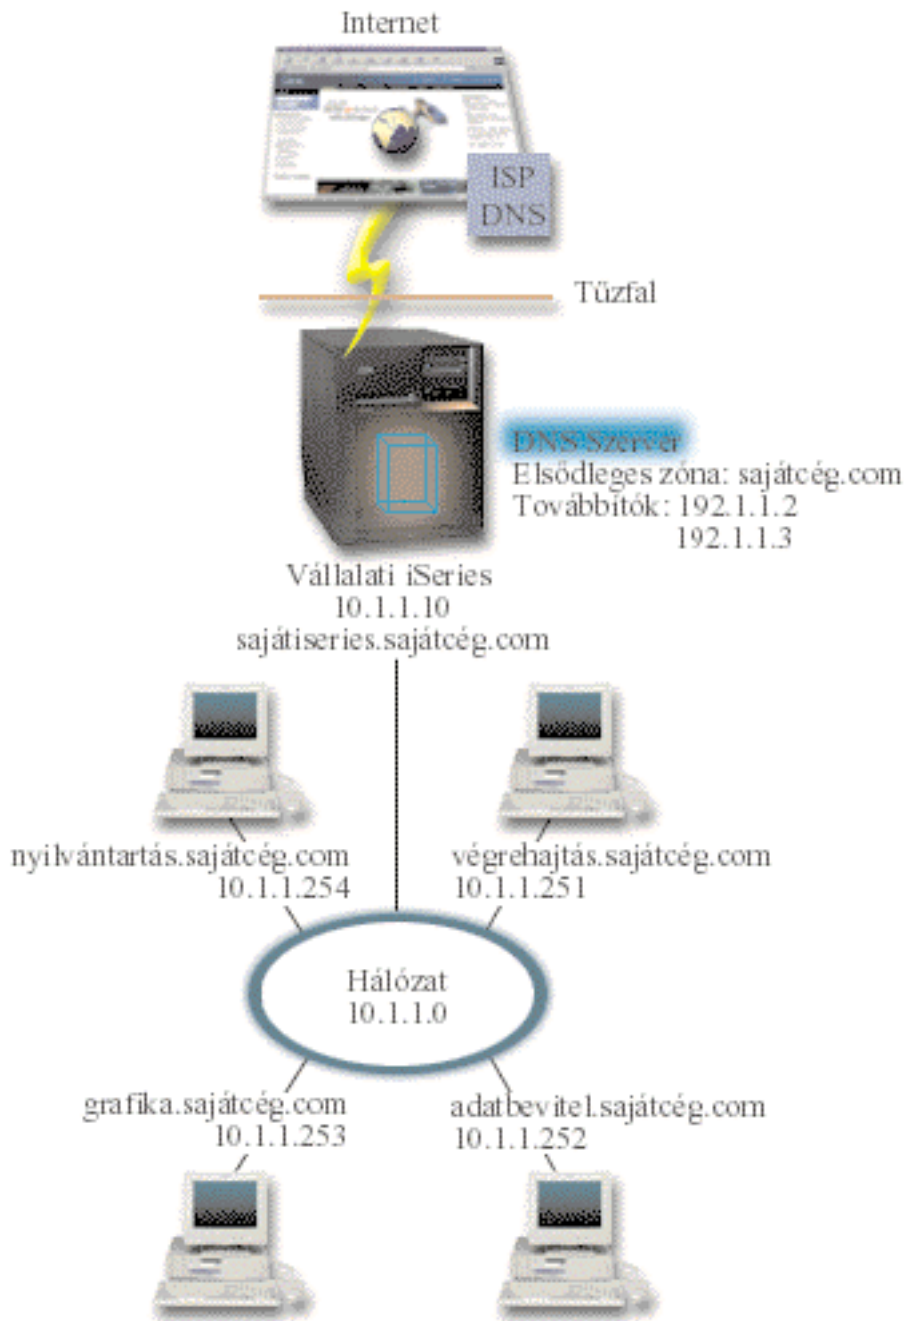 Internet
ISP
DNS
Tűzfal
DNS-Szerver
Elsődleges zóna: sajátcég.com
Továbbítók: 192.1.1.2
192.1.1.3
Vállalati iSeries
10.1.1.10
sajátiseries.sajátcég.com
nyilvántartás.sajátcég.com
10.1.1.254
végrehajtás.sajátcég.com
10.1.1.251
Hálózat
10.1.1.0
grafika.sajátcég.com
10.1.1.253
adatbevitel.sajátcég.com
10.1.1.252